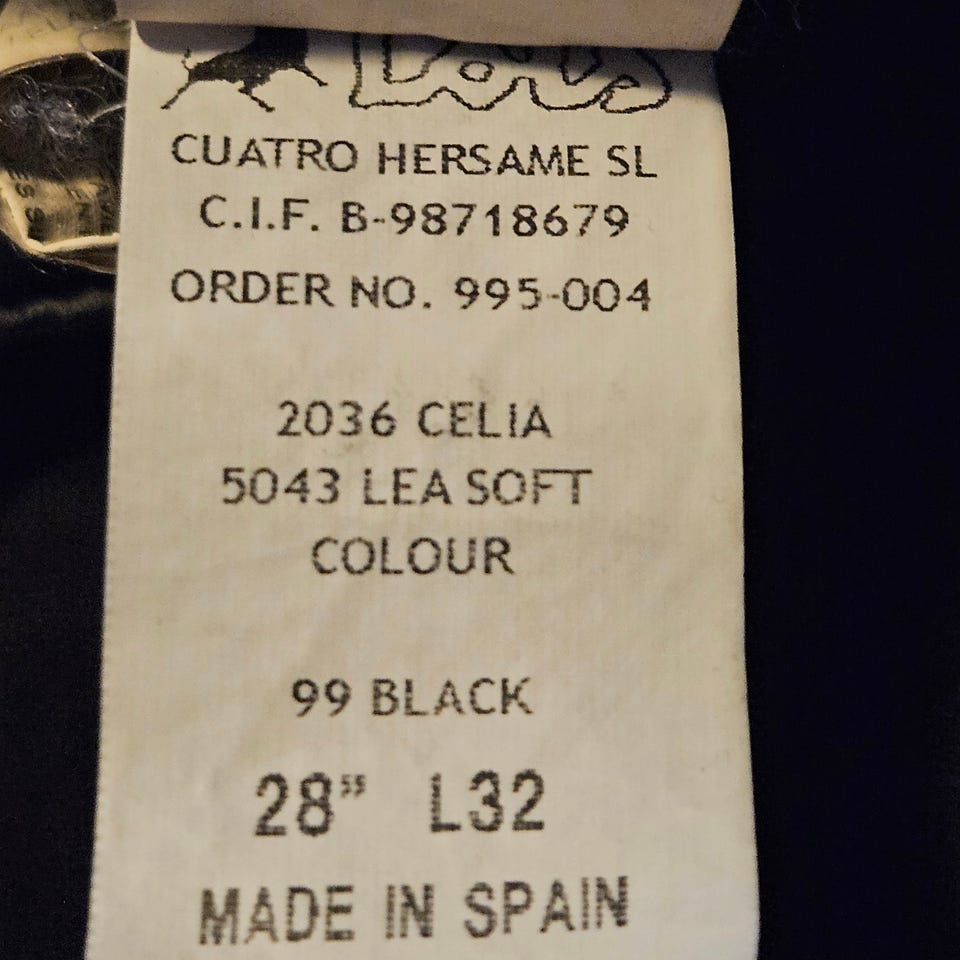 Lois
CUATRO HERSAME SL
C.I.F. B-98718679
ORDER NO. 995-004
2036 CELIA
5043 LEA SOFT
COLOUR
99 BLACK
28" L32
MADE IN SPAIN